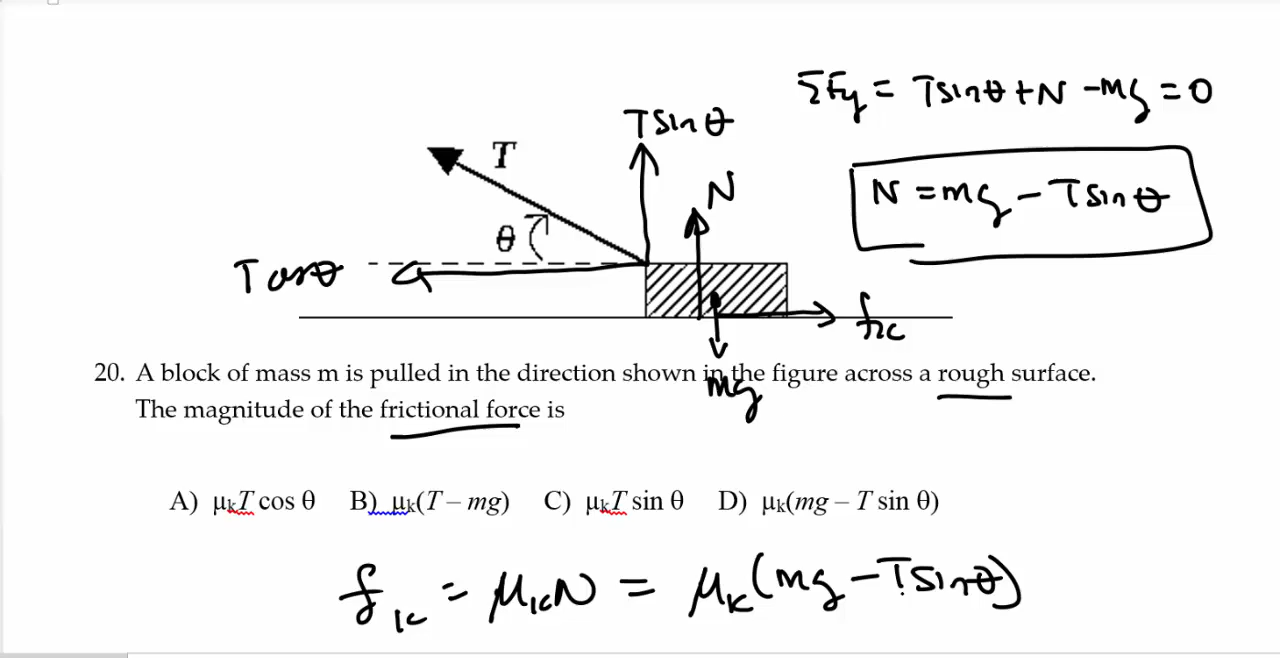 ΣFy = Tsinθ + N - mg = 0
Tsinθ
T
N
N = mg - Tsinθ
θ
Tcosθ
fk
mg
20. A block of mass m is pulled in the direction shown in the figure across a rough surface.
The magnitude of the frictional force is
A) μkT cos θ B) μk(T – mg) C) μkT sin θ D) μk(mg – T sin θ)
fk = μkN = μk(mg - Tsinθ)